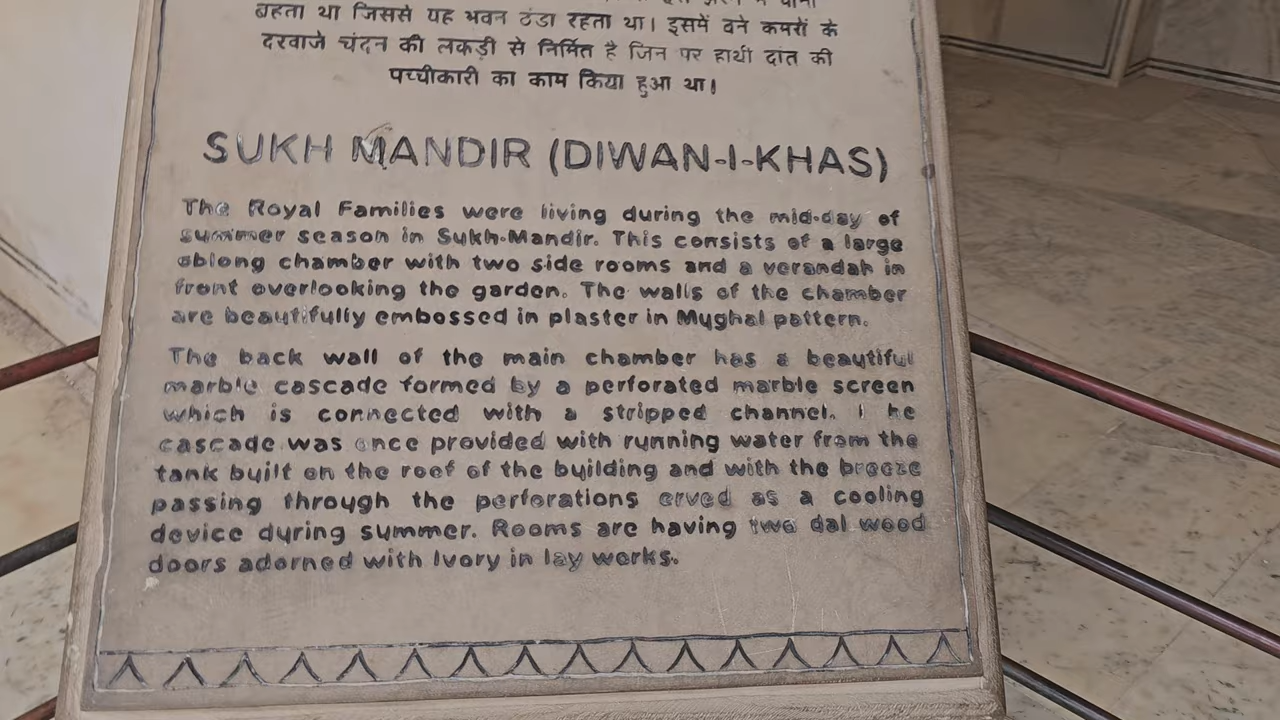 बहता था जिससे यह भवन ठंडा रहता था। इसमें बने कमरों के
दरवाजे चंदन की लकड़ी से निर्मित है जिन पर हाथी दांत की
पच्चीकारी का काम किया हुआ था।
SUKH MANDIR (DIWAN-I-KHAS)
The Royal Families were living during the mid-day of
summer season in Sukh-Mandir. This consists of a large
oblong chamber with two side rooms and a verandah in
front overlooking the garden. The walls of the chamber
are beautifully embossed in plaster in Mughal pattern.
The back wall of the main chamber has a beautiful
marble cascade formed by a perforated marble screen
which is connected with a stripped channel. The
cascade was once provided with running water from the
tank built on the roof of the building and with the breeze
passing through the perforations erved as a cooling
device during summer. Rooms are having two dal wood
doors adorned with Ivory in lay works.